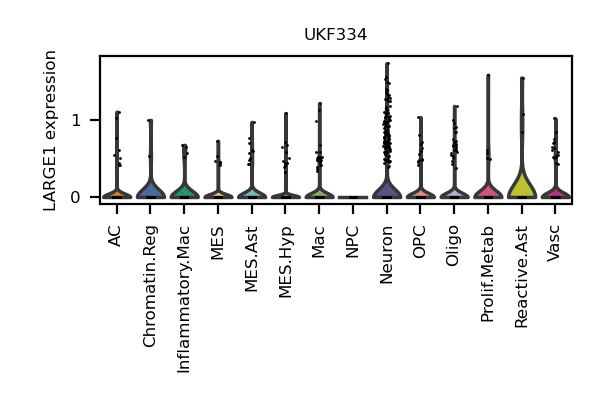 UKF334
LARGE1 expression
1
0
AC
Chromatin.Reg
Inflammatory.Mac
MES
MES.Ast
MES.Hyp
Mac
NPC
Neuron
OPC
Oligo
Prolif.Metab
Reactive.Ast
Vasc